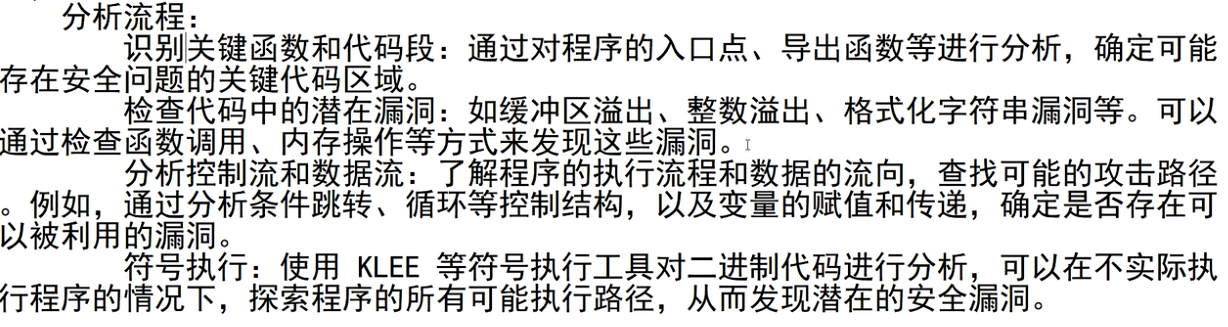 分析流程：
识别关键函数和代码段：通过对程序的入口点、导出函数等进行分析，确定可能
存在安全问题的关键代码区域。
检查代码中的潜在漏洞：如缓冲区溢出、整数溢出、格式化字符串漏洞等。可以
通过检查函数调用、内存操作等方式来发现这些漏洞。
分析控制流和数据流：了解程序的执行流程和数据的流向，查找可能的攻击路径
。例如，通过分析条件跳转、循环等控制结构，以及变量的赋值和传递，确定是否存在可
以被利用的漏洞。
符号执行：使用 KLEE 等符号执行工具对二进制代码进行分析，可以在不实际执
行程序的情况下，探索程序的所有可能执行路径，从而发现潜在的安全漏洞。